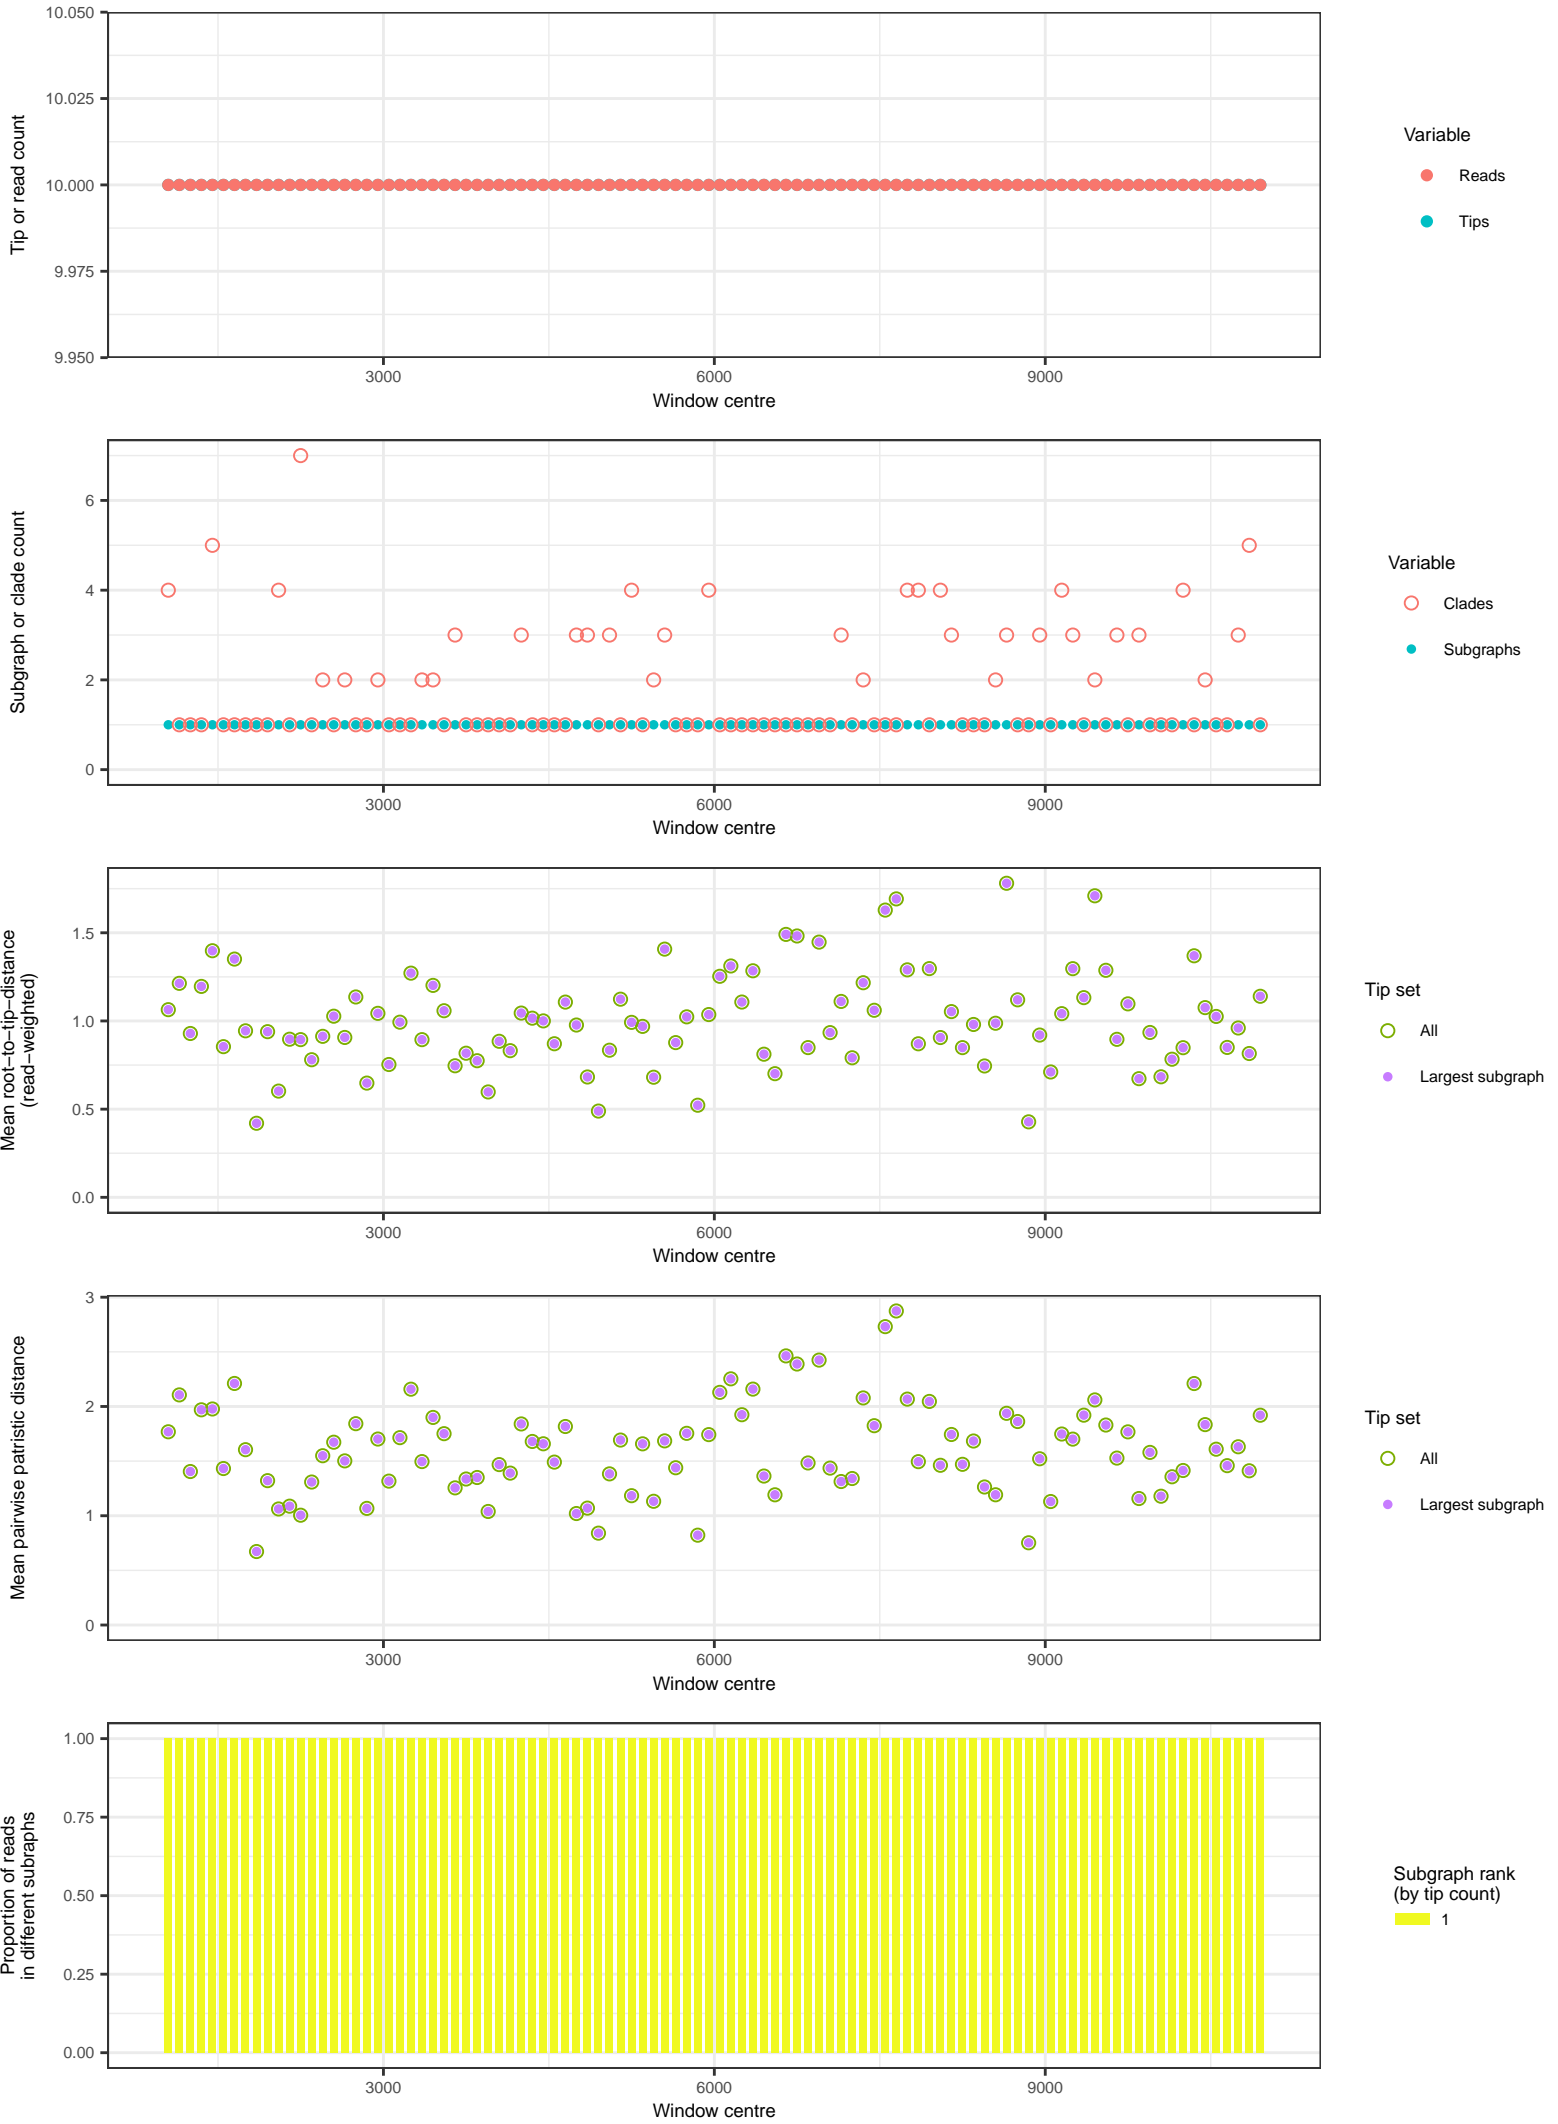 10.050
10.025
10.000
9.975
9.950
Tip or read count
3000
6000
9000
Window centre
Variable
Reads
Tips
6
4
2
0
Subgraph or clade count
3000
6000
9000
Window centre
Variable
Clades
Subgraphs
1.5
1.0
0.5
0.0
Mean root−to−tip−distance
(read−weighted)
3000
6000
9000
Window centre
Tip set
All
Largest subgraph
3
2
1
0
Mean pairwise patristic distance
3000
6000
9000
Window centre
Tip set
All
Largest subgraph
1.00
0.75
0.50
0.25
0.00
Proportion of reads
in different subraphs
3000
6000
9000
Window centre
Subgraph rank
(by tip count)
1